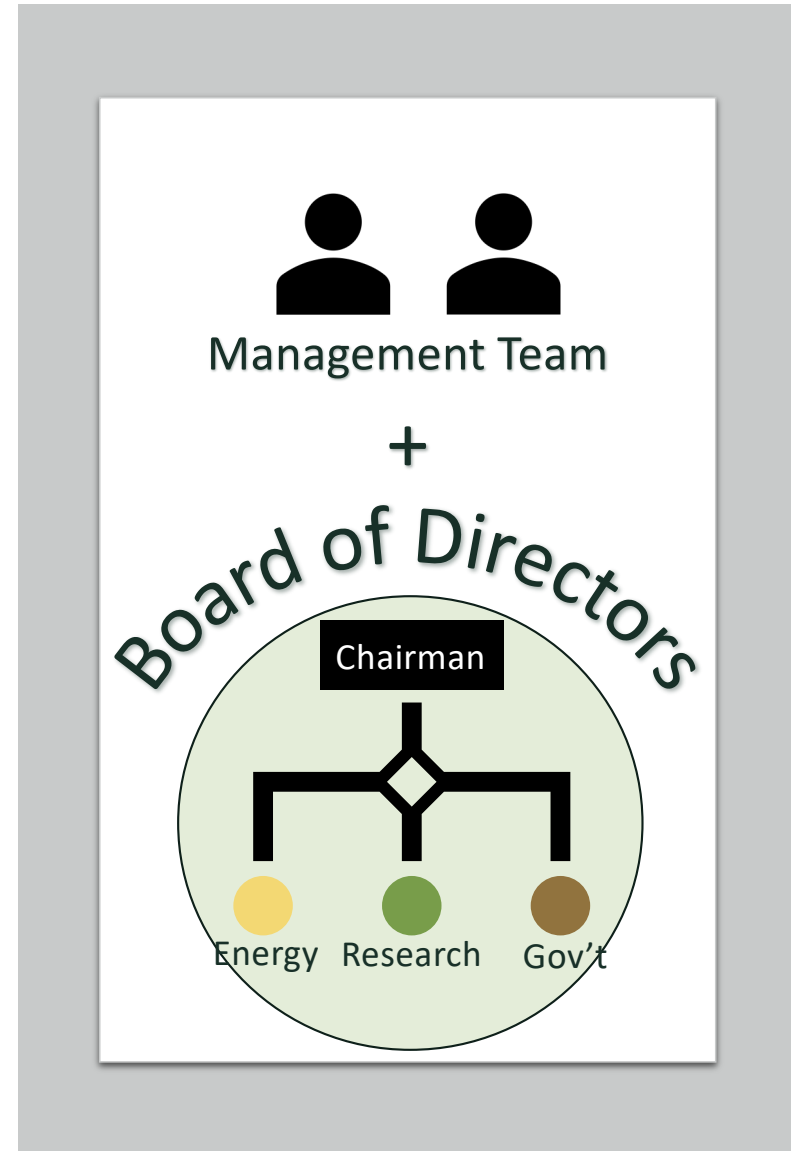 Management Team
+
Board of Directors
Chairman
Energy Research Gov't